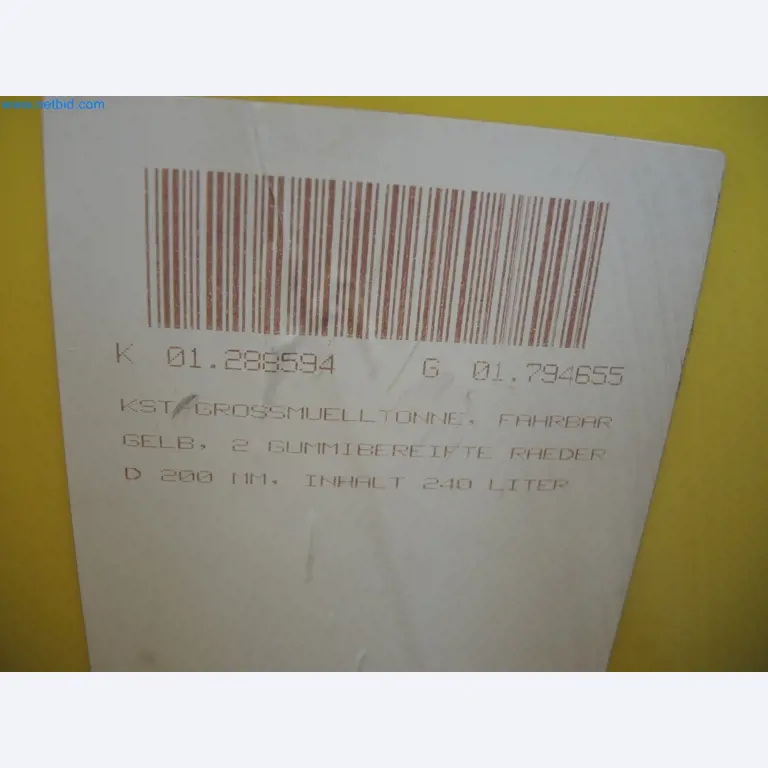 www.netbid.com
K 01.288594 G 01.794655
KST-GROSSMUELLTONNE, FAHRBAR
GELB, 2 GUMMIBEREIFTE RAEDER
D 200 MM, INHALT 240 LITER